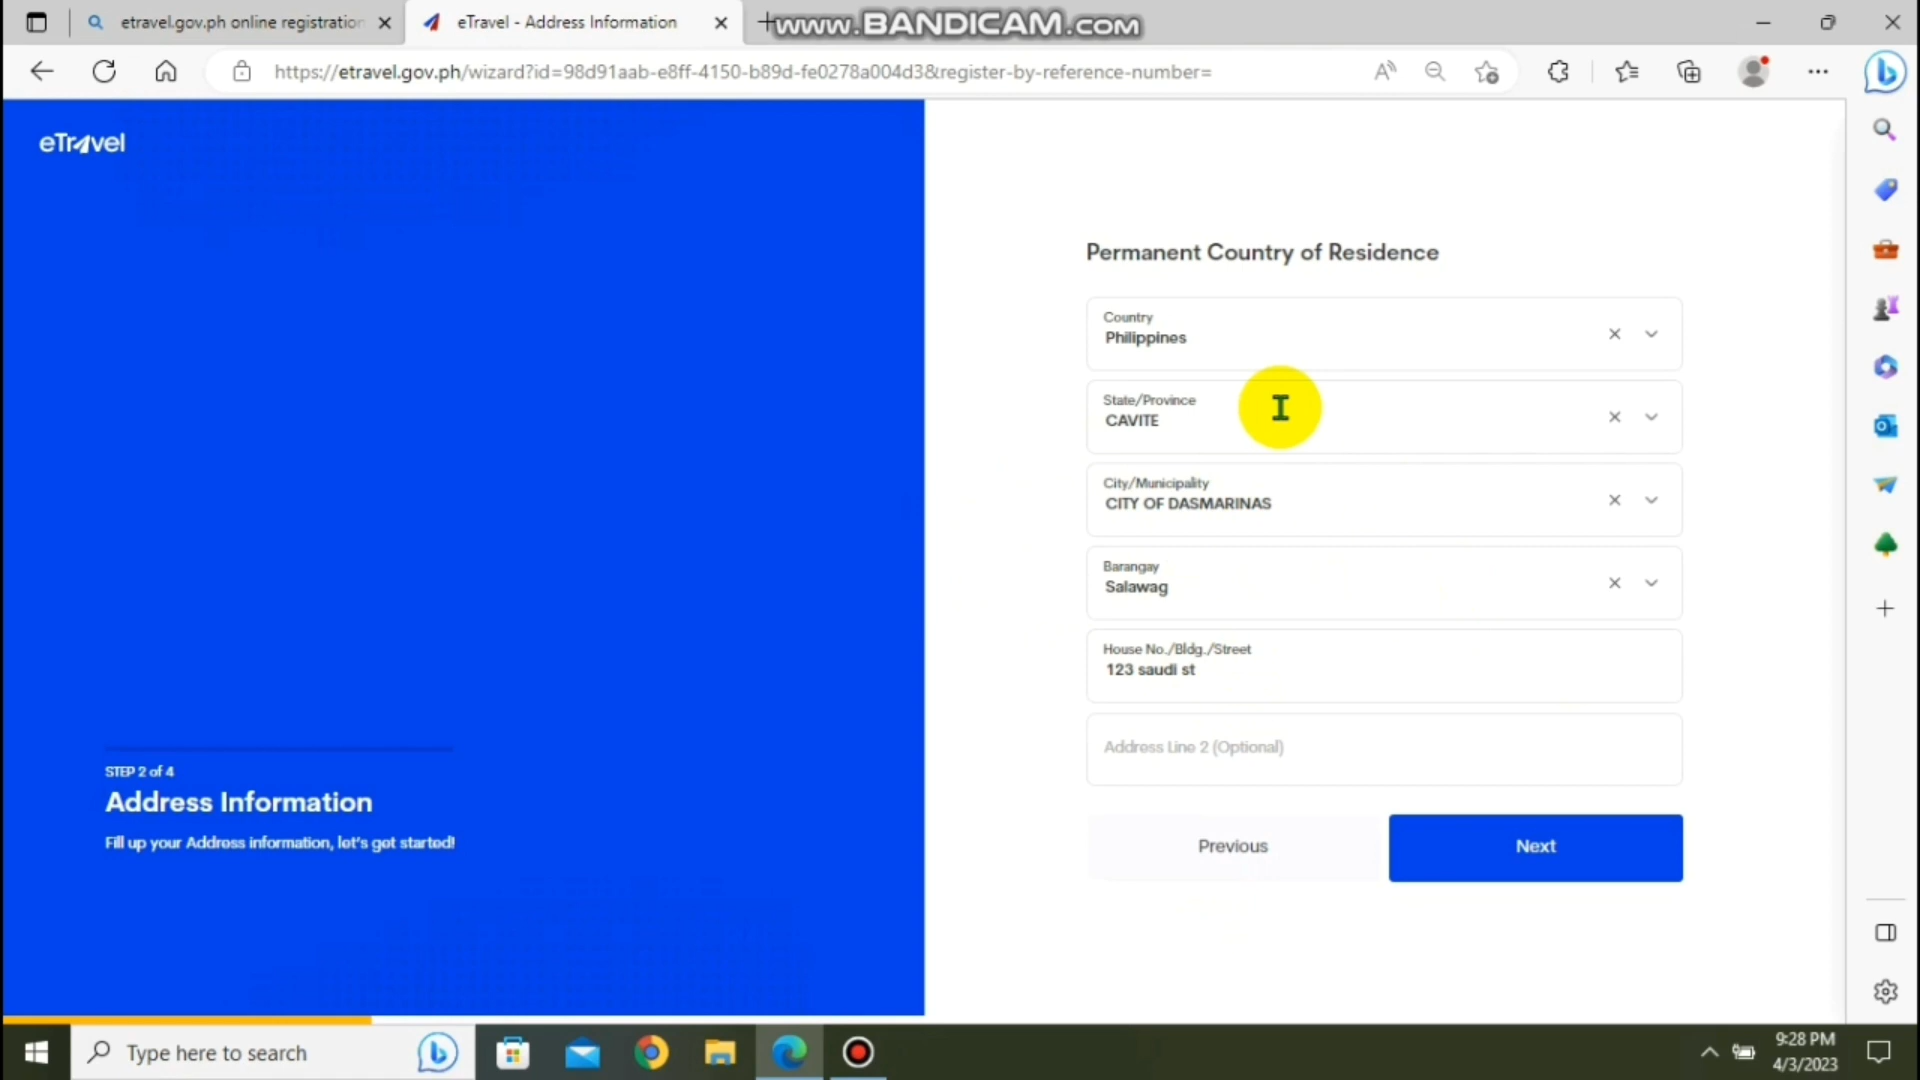 etravel.gov.ph online registration
eTravel - Address Information
www.BANDICAM.com
https://etravel.gov.ph/wizard?id=98d91aab-e8ff-4150-b89d-fe0278a004d3&register-by-reference-number=
eTravel
Permanent Country of Residence
Country
Philippines
State/Province
CAVITE
City/Municipality
CITY OF DASMARINAS
Barangay
Salawag
House No./Bldg./Street
123 saudi st
Address Line 2 (Optional)
Previous
Next
STEP 2 of 4
Address Information
Fill up your Address information, let's get started!
Type here to search
9:28 PM
4/3/2023